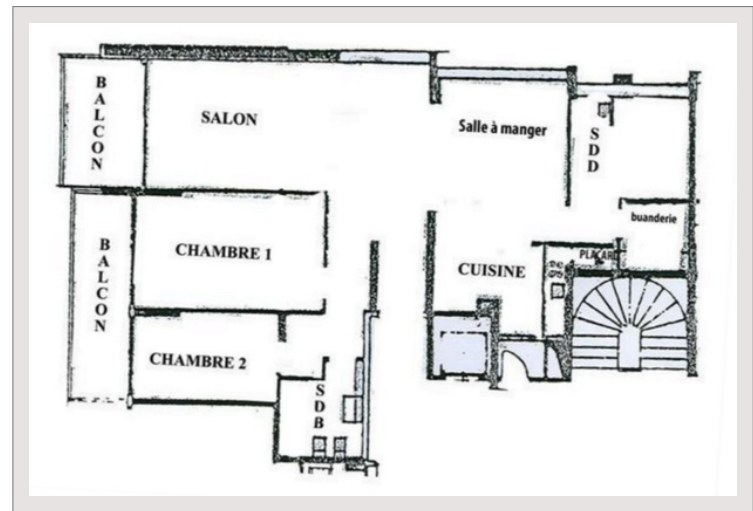 BALCON
SALON
Salle à manger
SDD
buanderie
BALCON
CHAMBRE 1
CUISINE
PLACARD
CHAMBRE 2
SDB